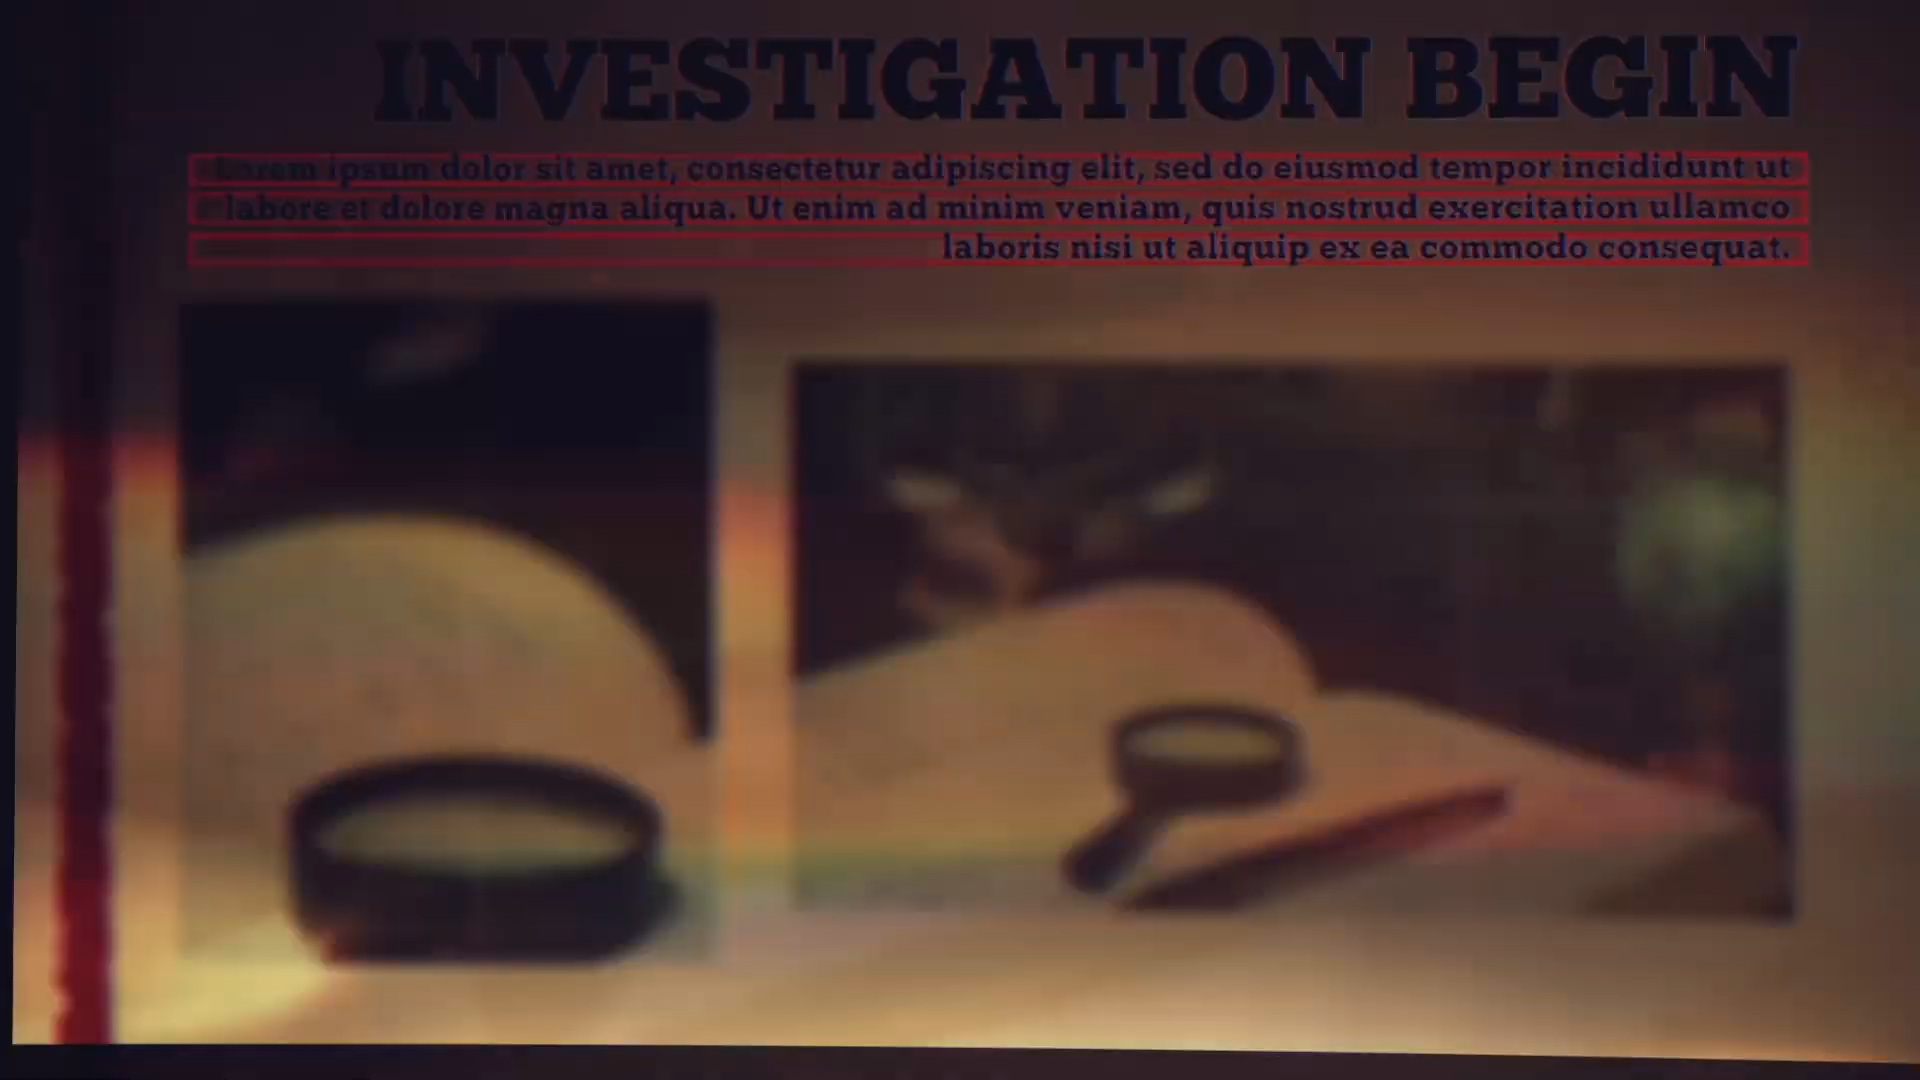 INVESTIGATION BEGIN
Lorem ipsum dolor sit amet, consectetur adipiscing elit, sed do eiusmod tempor incididunt ut
labore et dolore magna aliqua. Ut enim ad minim veniam, quis nostrud exercitation ullamco
laboris nisi ut aliquip ex ea commodo consequat.